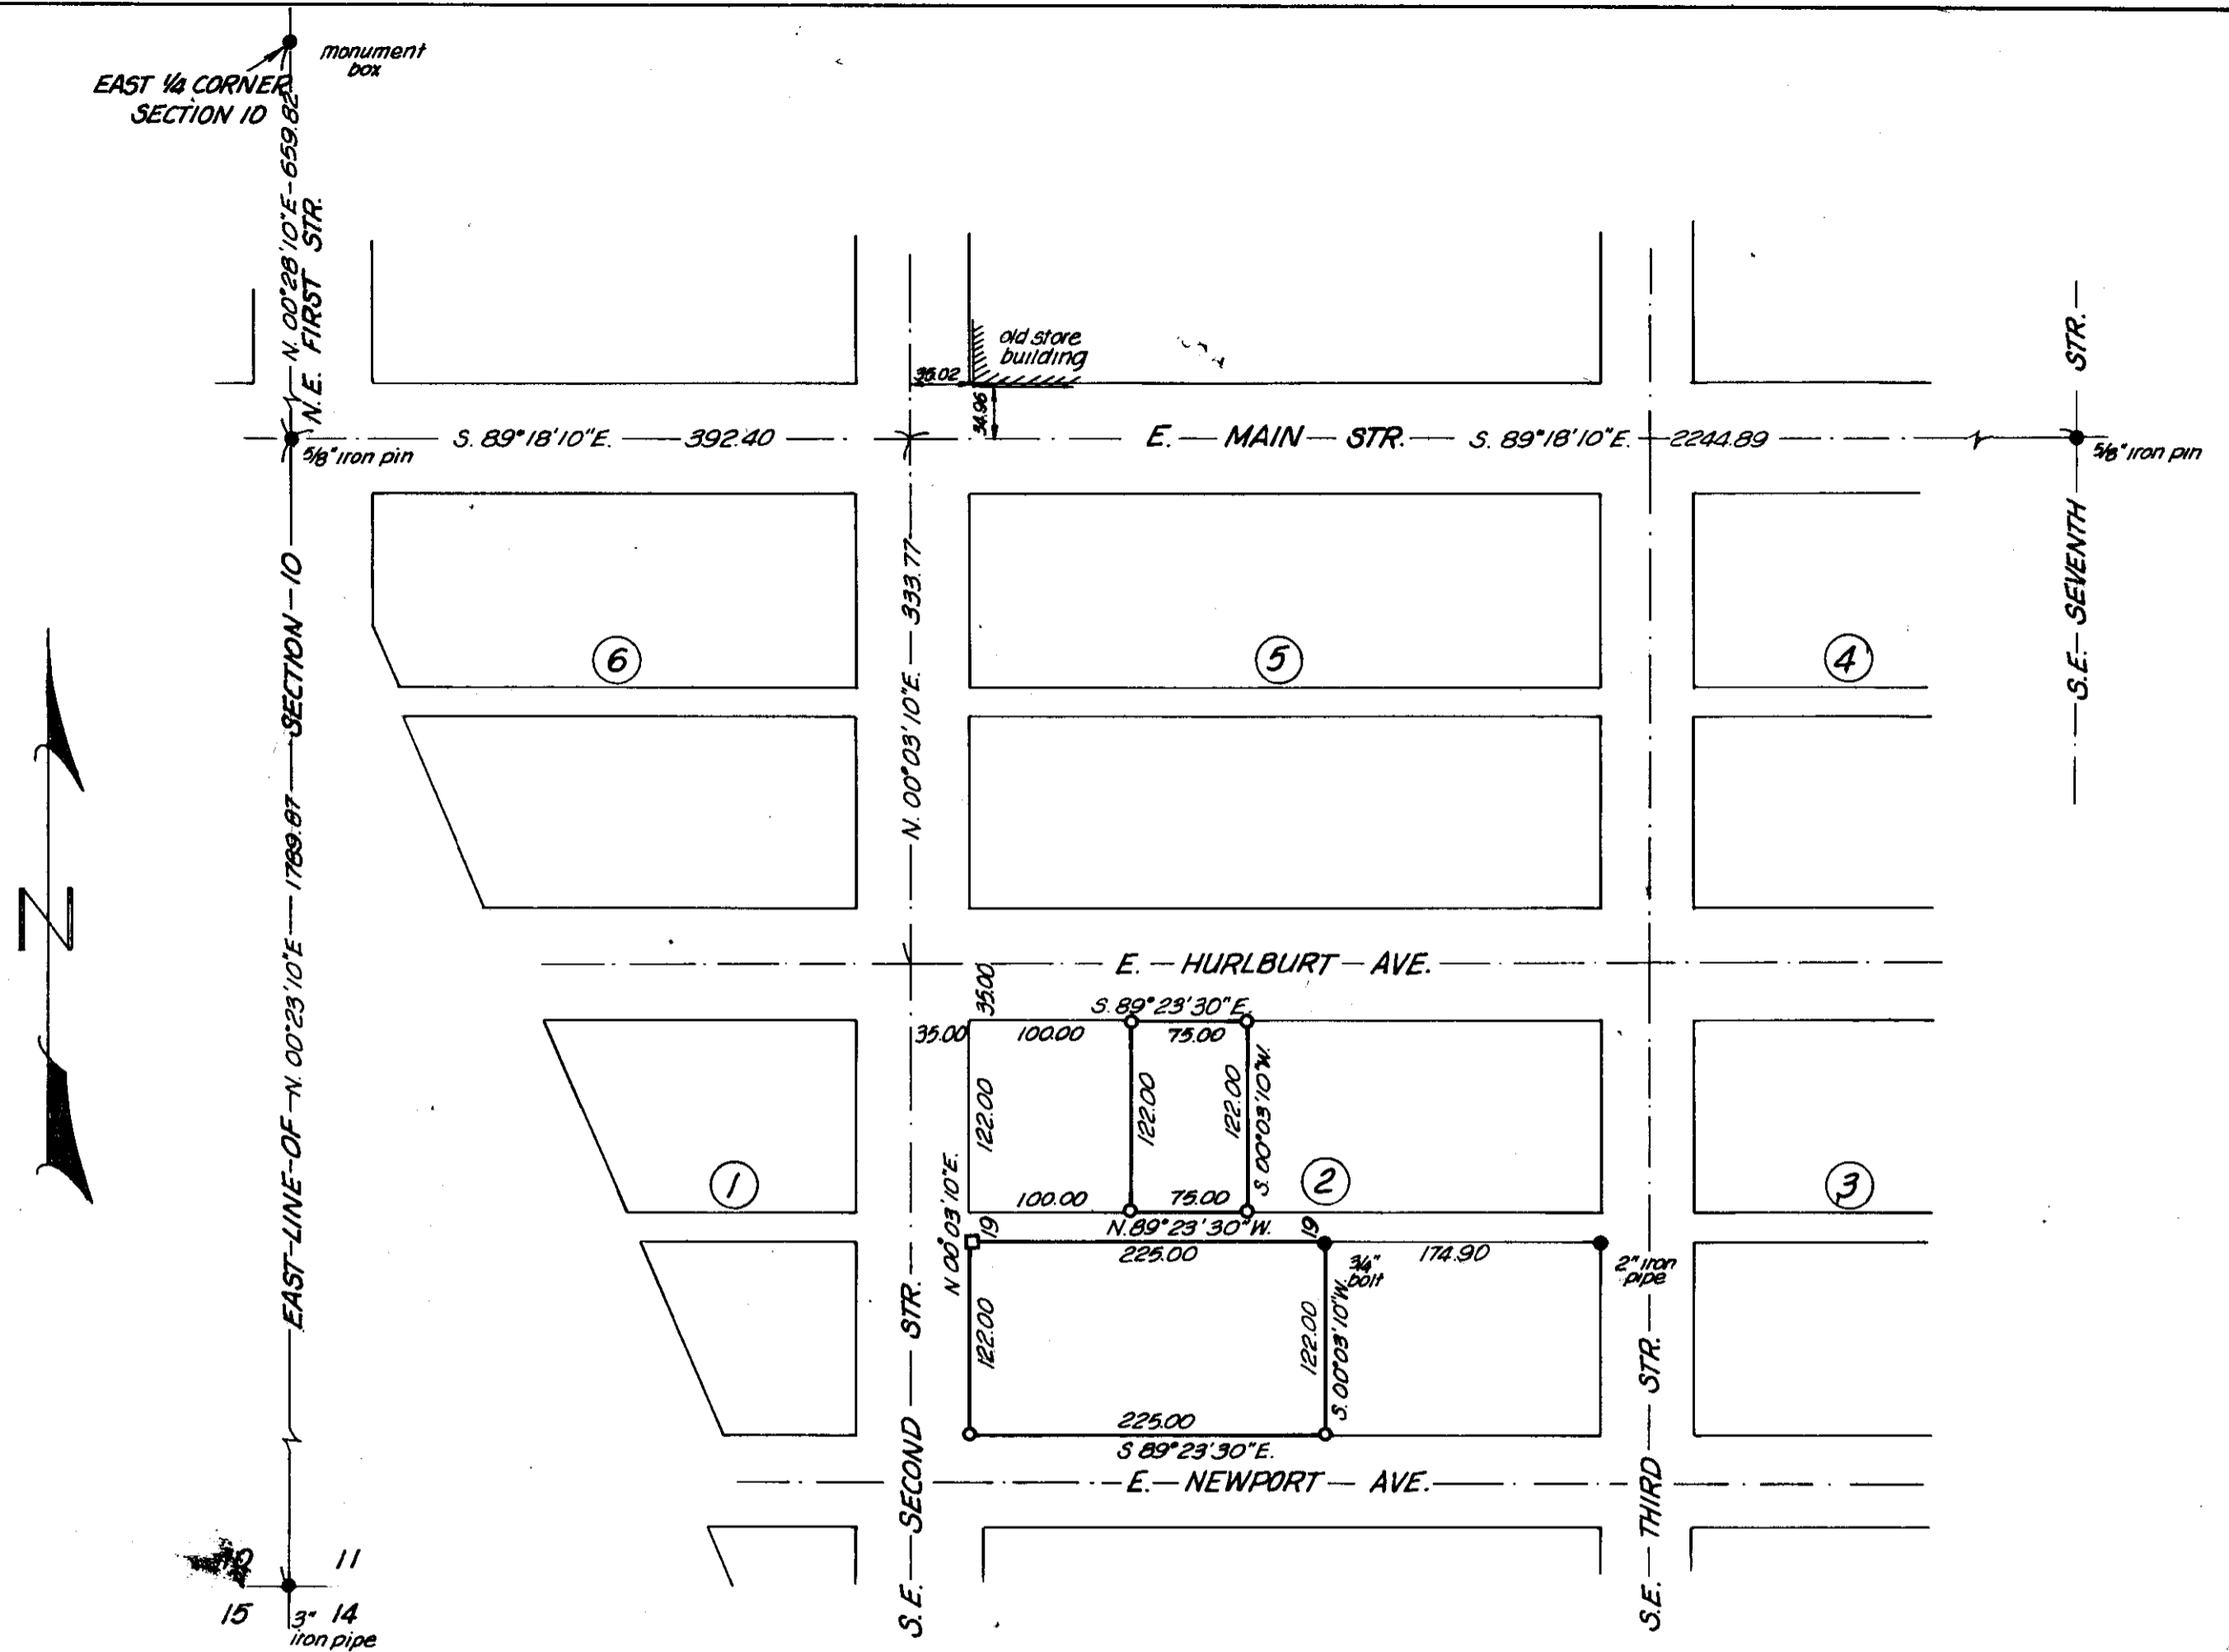 monument
box
EAST 1/4 CORNER
SECTION 10
N. 00°28'10"E - 659.82
N.E. FIRST STR.
old store
building
36.02
34.96
S. 89°18'10"E. 392.40
E. MAIN STR. S. 89°18'10"E. 2244.89
5/8" iron pin
5/8" iron pin
S.E. SEVENTH STR.
N. 00°03'10"E. 333.77
EAST LINE OF SECTION 10
N. 00°23'10"E 1789.87
6
5
4
N
E. HURLBURT AVE.
35.00
S. 89°23'30"E.
35.00
100.00
75.00
122.00
122.00
122.00
S. 00°03'10"W.
1
2
3
100.00
75.00
N 00°03'10"E.
19
N. 89°23'30"W.
19
225.00
3/4"
bolt
174.90
2" iron
pipe
122.00
122.00
S. 00°03'10"W.
225.00
S 89°23'30"E.
E. NEWPORT AVE.
S.E. SECOND STR.
S.E. THIRD STR.
11
15
14
3"
iron pipe